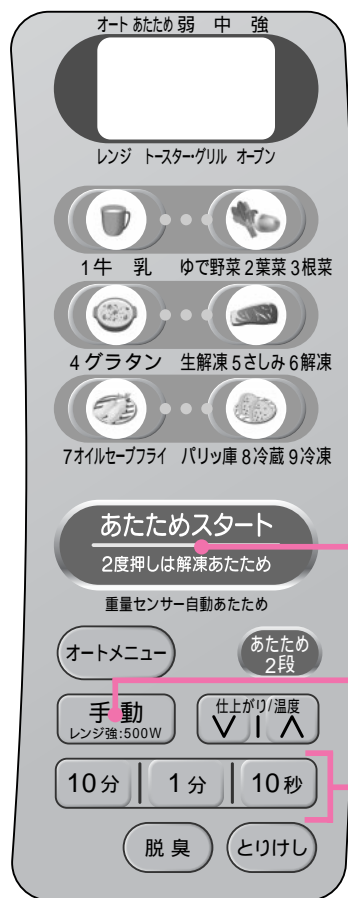 オート あたため 弱 中 強
レンジ トースター・グリル オーブン
1 牛 乳 ゆで野菜 2 葉菜 3 根菜
4 グラタン 生解凍 5 さしみ 6 解凍
7 オイルセーブフライ パリッ庫 8 冷蔵 9 冷凍
あたためスタート
2度押しは解凍あたため
重量センサー自動あたため
オートメニュー
あたため
2段
手動
レンジ強:500W
仕上がり/温度
10分 1分 10秒
脱臭 とりけし